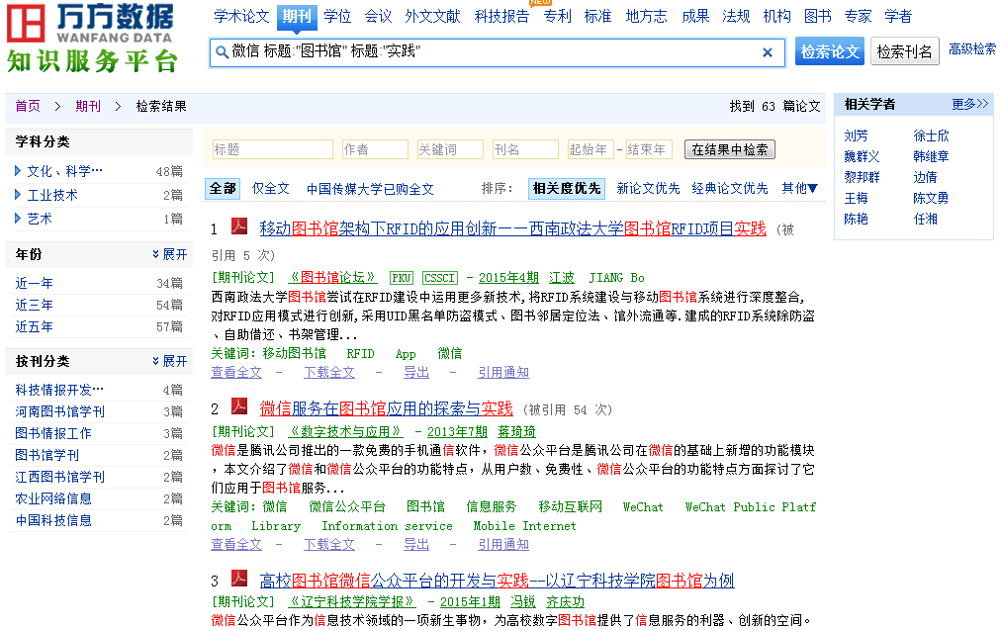 万方数据
WANFANG DATA
知识服务平台
学术论文 期刊 学位 会议 外文文献 科技报告 NEW 专利 标准 地方志 成果 法规 机构 图书 专家 学者
微信 标题:"图书馆" 标题:"实践" × 检索论文 检索刊名 高级检索
首页 > 期刊 > 检索结果 找到 63 篇论文
学科分类
文化、科学… 48篇
工业技术 2篇
艺术 1篇
年份 展开
近一年 34篇
近三年 54篇
近五年 57篇
按刊分类 展开
科技情报开发… 4篇
河南图书馆学刊 3篇
图书情报工作 3篇
图书馆学刊 2篇
江西图书馆学刊 2篇
农业网络信息 2篇
中国科技信息 2篇
标题 作者 关键词 刊名 起始年 - 结束年 在结果中检索
全部 仅全文 中国传媒大学已购全文 排序： 相关度优先 新论文优先 经典论文优先 其他▼
1 移动图书馆架构下RFID的应用创新——西南政法大学图书馆RFID项目实践 (被
引用 5 次)
[期刊论文] 《图书馆论坛》 PKU CSSCI - 2015年4期 江波 JIANG Bo
西南政法大学图书馆尝试在RFID建设中运用更多新技术,将RFID系统建设与移动图书馆系统进行深度整合,
对RFID应用模式进行创新,采用UID黑名单防盗模式、图书邻居定位法、馆外流通等.建成的RFID系统除防盗
、自助借还、书架管理...
关键词：移动图书馆 RFID App 微信
查看全文 - 下载全文 - 导出 - 引用通知
2 微信服务在图书馆应用的探索与实践 (被引用 54 次)
[期刊论文] 《数字技术与应用》 - 2013年7期 蒋琦琦
微信是腾讯公司推出的一款免费的手机通信软件，微信公众平台是腾讯公司在微信的基础上新增的功能模块
，本文介绍了微信和微信公众平台的功能特点，从用户数、免费性、微信公众平台的功能特点方面探讨了它
们应用于图书馆服务...
关键词：微信 微信公众平台 图书馆 信息服务 移动互联网 WeChat WeChat Public Platf
orm Library Information service Mobile Internet
查看全文 - 下载全文 - 导出 - 引用通知
3 高校图书馆微信公众平台的开发与实践--以辽宁科技学院图书馆为例
[期刊论文] 《辽宁科技学院学报》 - 2015年1期 冯锐 齐庆功
微信公众平台作为信息技术领域的一项新生事物，为高校数字图书馆提供了信息服务的利器、创新的空间。
相关学者 更多>>
刘芳 徐士欣
魏群义 韩继章
黎邦群 边倩
王梅 陈文勇
陈艳 任湘